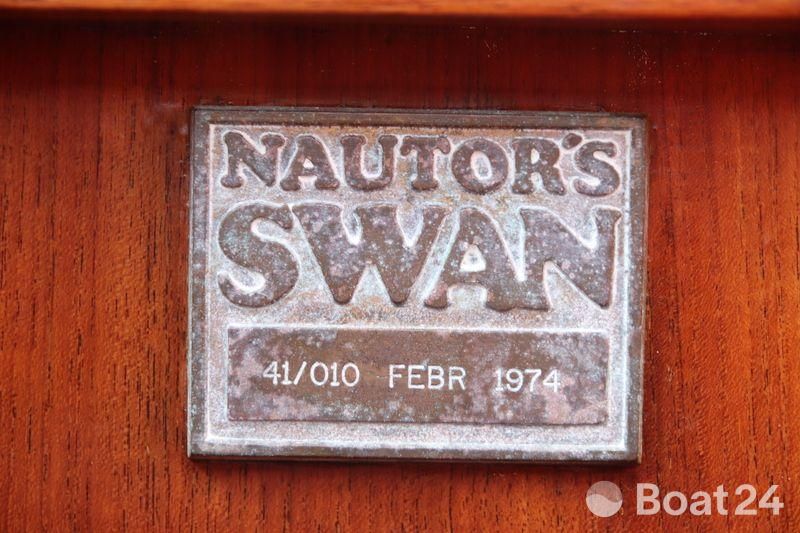 NAUTOR'S
SWAN
41/010 FEBR 1974
Boat24